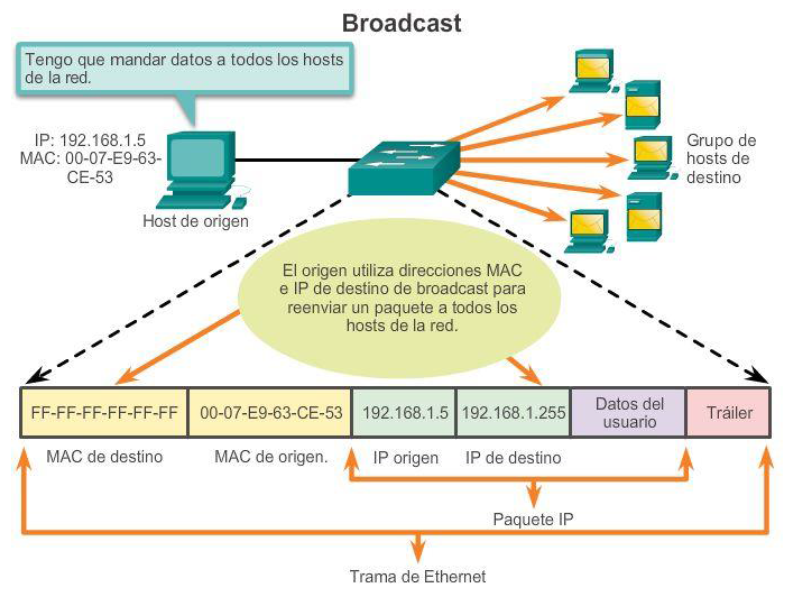 Broadcast
Tengo que mandar datos a todos los hosts
de la red.
IP: 192.168.1.5
MAC: 00-07-E9-63-
CE-53
Host de origen
Grupo de
hosts de
destino
El origen utiliza direcciones MAC
e IP de destino de broadcast para
reenviar un paquete a todos los
hosts de la red.
FF-FF-FF-FF-FF-FF
00-07-E9-63-CE-53
192.168.1.5
192.168.1.255
Datos del
usuario
Tráiler
MAC de destino
MAC de origen.
IP origen
IP de destino
Paquete IP
Trama de Ethernet